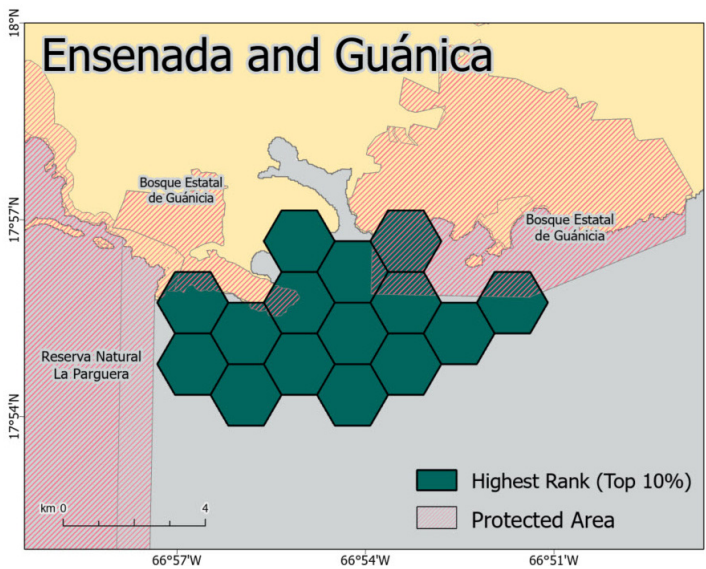 Ensenada and Guánica
18°N
17°57'N
17°54'N
Bosque Estatal
de Guánicia
Bosque Estatal
de Guánicia
Reserva Natural
La Parguera
Highest Rank (Top 10%)
Protected Area
km 0 4
66°57'W 66°54'W 66°51'W